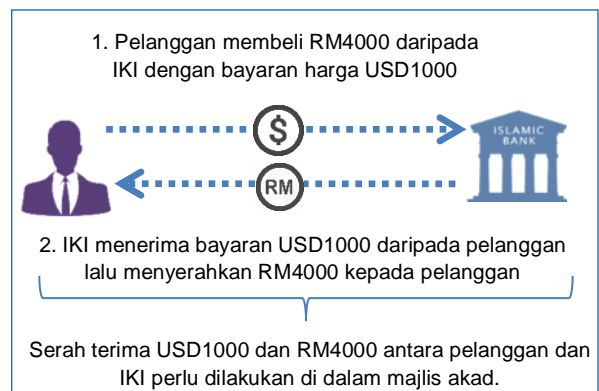 1. Pelanggan membeli RM4000 daripada
IKI dengan bayaran harga USD1000
$
ISLAMIC
BANK
RM
2. IKI menerima bayaran USD1000 daripada pelanggan
lalu menyerahkan RM4000 kepada pelanggan
Serah terima USD1000 dan RM4000 antara pelanggan dan
IKI perlu dilakukan di dalam majlis akad.